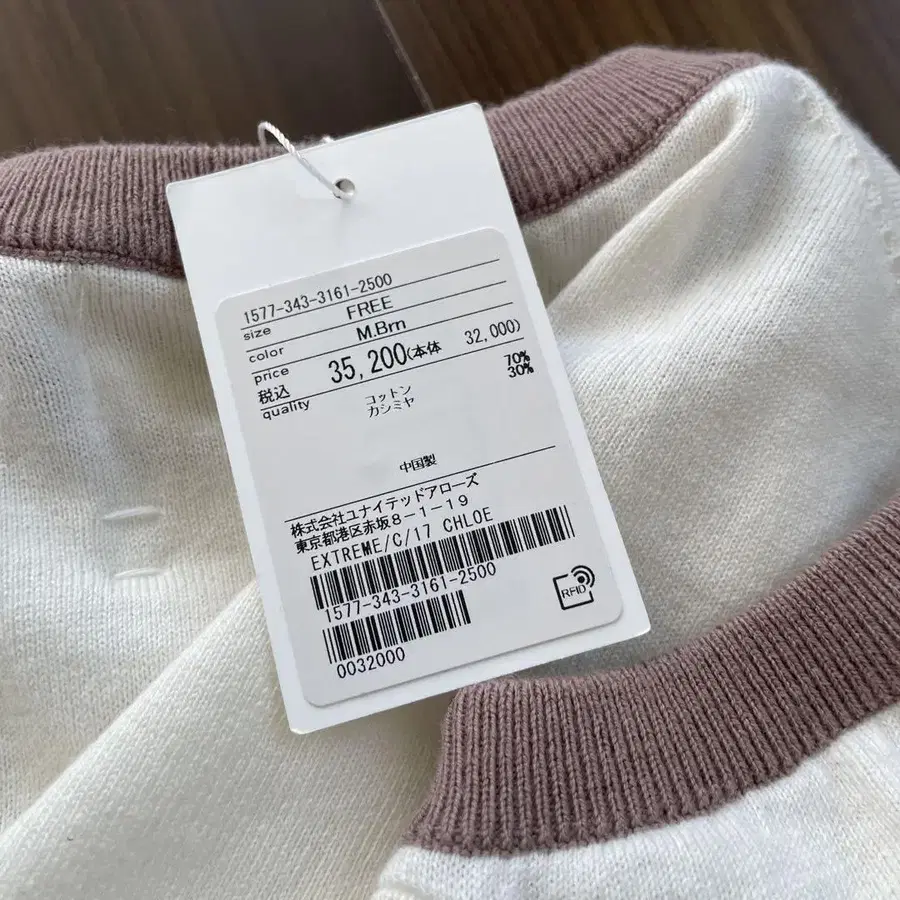 1577-343-3161-2500
size FREE
color M.Brn
price 35,200(本体 32,000)
税込
quality コットン 70%
カシミヤ 30%
中国製
株式会社ユナイテッドアローズ
東京都港区赤坂8-1-19
EXTREME/C/17 CHLOE
1577-343-3161-2500
RFID
0032000